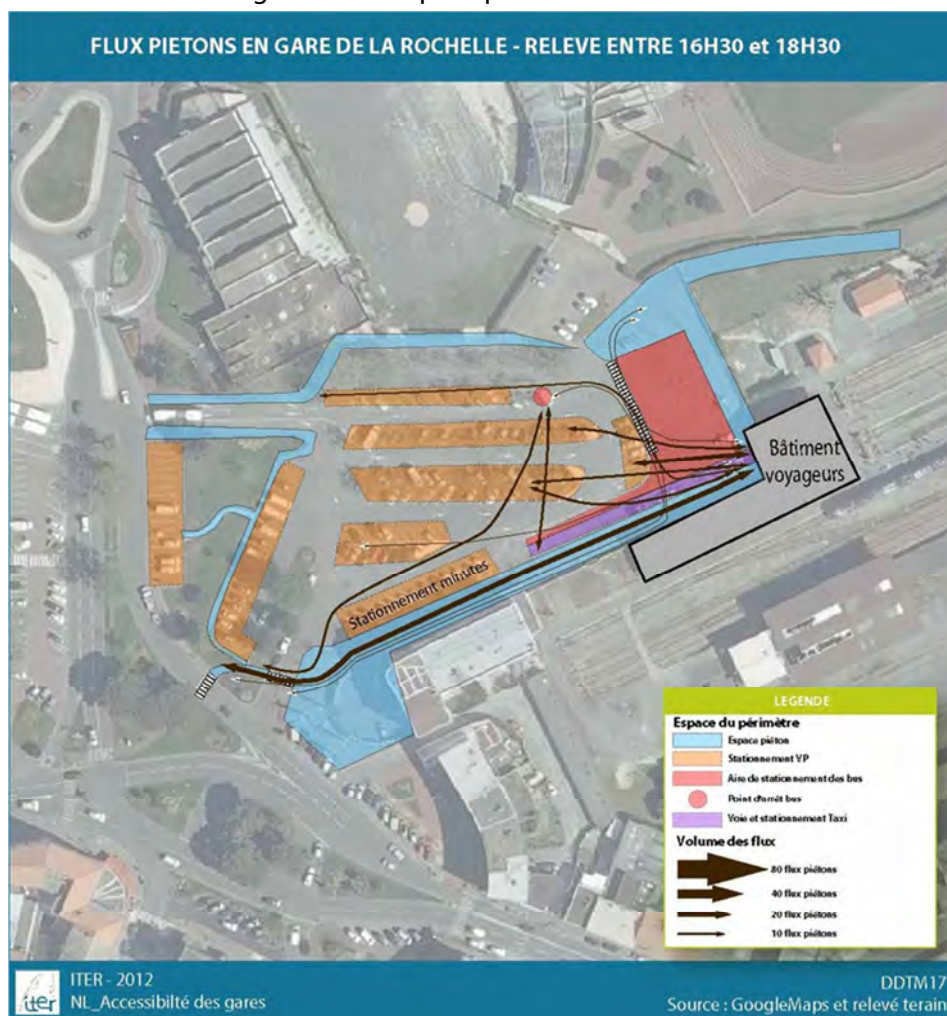 FLUX PIETONS EN GARE DE LA ROCHELLE - RELEVE ENTRE 16H30 et 18H30
Bâtiment
voyageurs
Stationnement minutes
LEGENDE
Espace du périmètre
Espace piéton
Stationnement VP
Aire de stationnement des bus
Point d'arrêt bus
Voie et stationnement Taxi
Volume des flux
80 flux piétons
40 flux piétons
20 flux piétons
10 flux piétons
iter
ITER - 2012
NL_Accessibilté des gares
DDTM17
Source : GoogleMaps et relevé terain